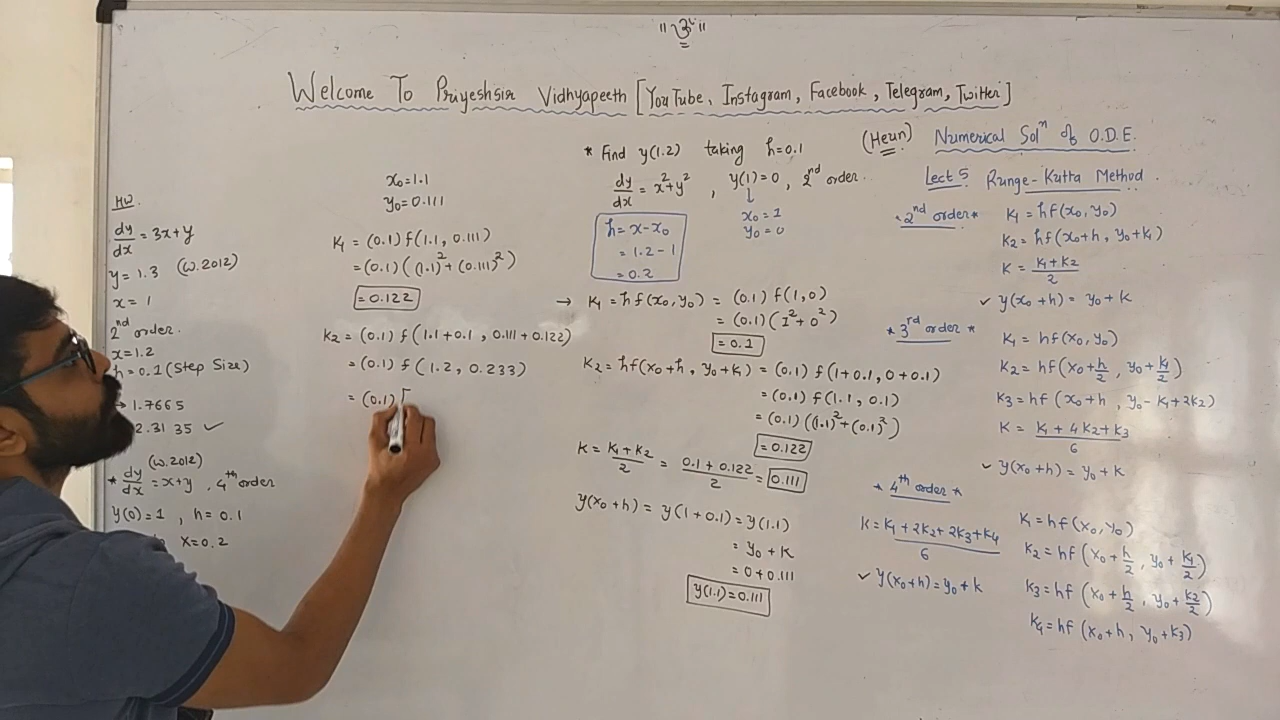 "ॐ"
Welcome To Priyeshsir Vidhyapeeth [YouTube, Instagram, Facebook, Telegram, Twitter]
(Heun) Numerical Solⁿ of O.D.E.
Lect 5 Runge-Kutta Method
* 2nd order *
K₁ = hf(x₀, y₀)
K₂ = hf(x₀+h, y₀+K₁)
K = (K₁+K₂)/2
✓ y(x₀+h) = y₀+K
* 3rd order *
K₁ = hf(x₀, y₀)
K₂ = hf(x₀+h/2, y₀+K₁/2)
K₃ = hf(x₀+h, y₀-K₁+2K₂)
K = (K₁+4K₂+K₃)/6
✓ y(x₀+h) = y₀+K
* 4th order *
K = (K₁+2K₂+2K₃+K₄)/6
✓ y(x₀+h) = y₀+K
K₁ = hf(x₀, y₀)
K₂ = hf(x₀+h/2, y₀+K₁/2)
K₃ = hf(x₀+h/2, y₀+K₂/2)
K₄ = hf(x₀+h, y₀+K₃)
* Find y(1.2) taking h=0.1
dy/dx = x²+y², y(1)=0, 2nd order.
x₀=1
y₀=0
h = x-x₀
= 1.2-1
= 0.2
→ K₁ = hf(x₀, y₀) = (0.1) f(1,0)
= (0.1)(1²+0²)
= 0.1
K₂ = hf(x₀+h, y₀+K₁) = (0.1) f(1+0.1, 0+0.1)
= (0.1) f(1.1, 0.1)
= (0.1)((1.1)²+(0.1)²)
= 0.122
K = (K₁+K₂)/2 = (0.1+0.122)/2 = 0.111
y(x₀+h) = y(1+0.1) = y(1.1)
= y₀+K
= 0+0.111
y(1.1)=0.111
x₀=1.1
y₀=0.111
K₁ = (0.1) f(1.1, 0.111)
= (0.1)((1.1)²+(0.111)²)
= 0.122
K₂ = (0.1) f(1.1+0.1, 0.111+0.122)
= (0.1) f(1.2, 0.233)
= (0.1)[
HW.
dy/dx = 3x+y
y = 1.3 (W.2012)
x = 1
2nd order.
x=1.2
h=0.1 (Step Size)
→ 1.7665
2.3135 ✓
(W.2012)
* dy/dx = x+y, 4th order
y(0)=1, h=0.1
x=0.2